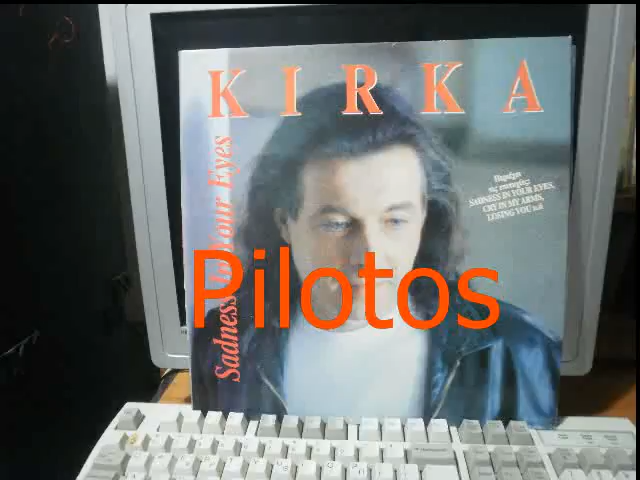 KIRKA
Sadness In Your Eyes
Περιέχει
τις επιτυχίες:
SADNESS IN YOUR EYES,
CRY IN MY ARMS,
LOSING YOU κ.ά
Pilotos